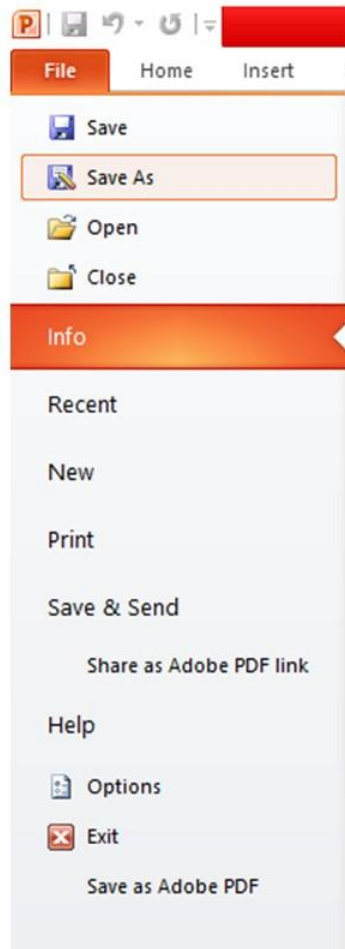 P
File Home Insert
Save
Save As
Open
Close
Info
Recent
New
Print
Save & Send
Share as Adobe PDF link
Help
Options
Exit
Save as Adobe PDF